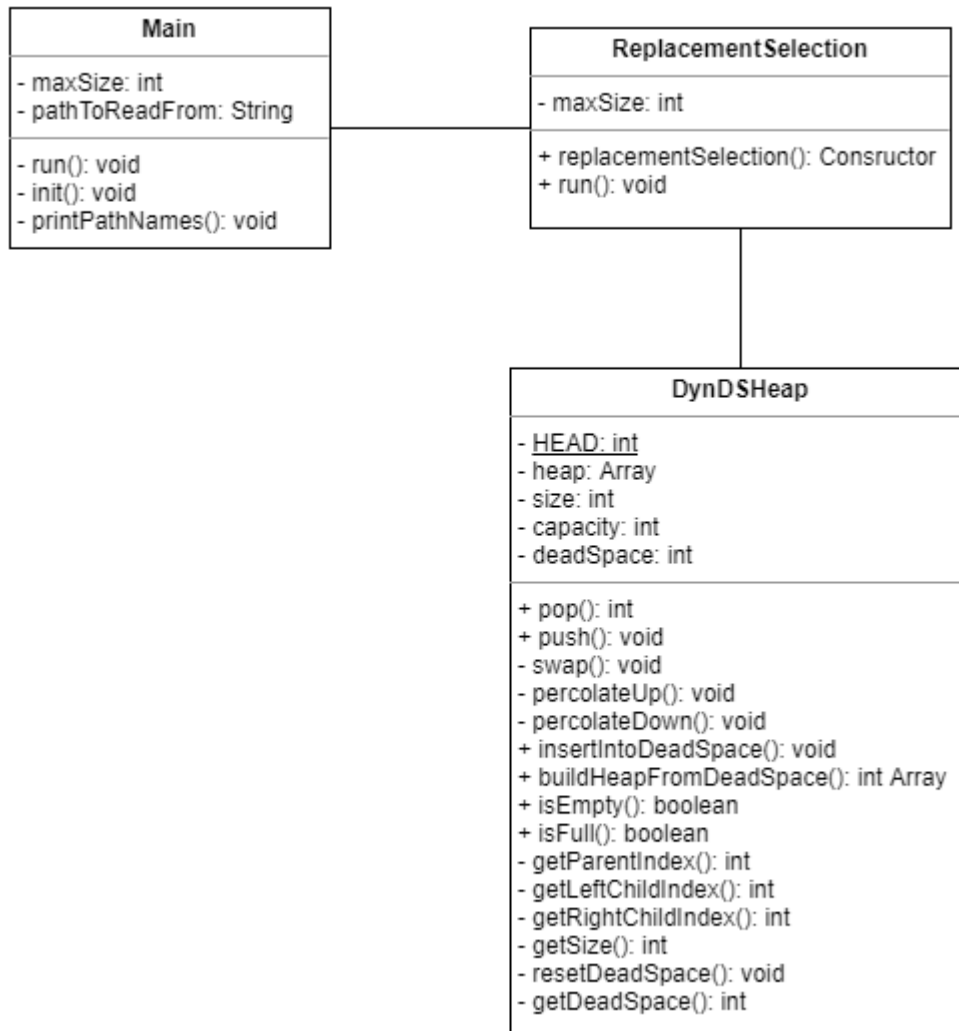 Main
- maxSize: int
- pathToReadFrom: String
- run(): void
- init(): void
- printPathNames(): void
ReplacementSelection
- maxSize: int
+ replacementSelection(): Consructor
+ run(): void
DynDSHeap
- HEAD: int
- heap: Array
- size: int
- capacity: int
- deadSpace: int
+ pop(): int
+ push(): void
- swap(): void
- percolateUp(): void
- percolateDown(): void
+ insertIntoDeadSpace(): void
+ buildHeapFromDeadSpace(): int Array
+ isEmpty(): boolean
+ isFull(): boolean
- getParentIndex(): int
- getLeftChildIndex(): int
- getRightChildIndex(): int
- getSize(): int
- resetDeadSpace(): void
- getDeadSpace(): int